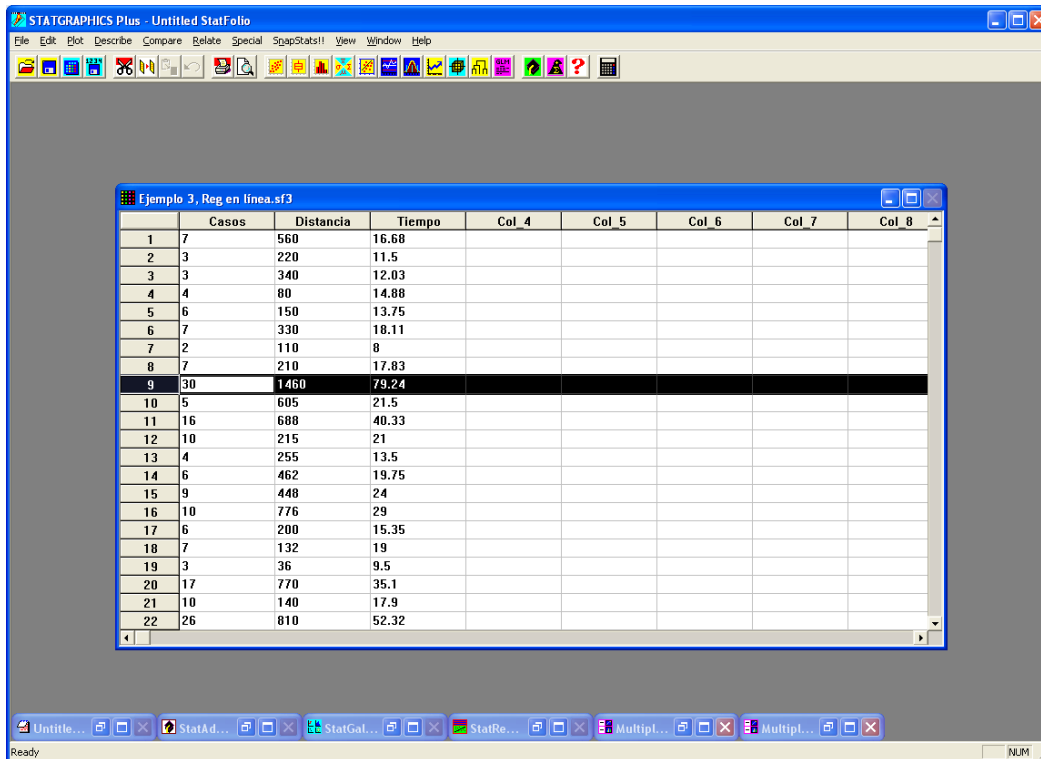 STATGRAPHICS Plus - Untitled StatFolio
File Edit Plot Describe Compare Relate Special SnapStats!! View Window Help
Ejemplo 3, Reg en línea.sf3
Casos Distancia Tiempo Col_4 Col_5 Col_6 Col_7 Col_8
1 7 560 16.68
2 3 220 11.5
3 3 340 12.03
4 4 80 14.88
5 6 150 13.75
6 7 330 18.11
7 2 110 8
8 7 210 17.83
9 30 1460 79.24
10 5 605 21.5
11 16 688 40.33
12 10 215 21
13 4 255 13.5
14 6 462 19.75
15 9 448 24
16 10 776 29
17 6 200 15.35
18 7 132 19
19 3 36 9.5
20 17 770 35.1
21 10 140 17.9
22 26 810 52.32
Untitle... StatAd... StatGal... StatRe... Multipl... Multipl...
Ready NUM